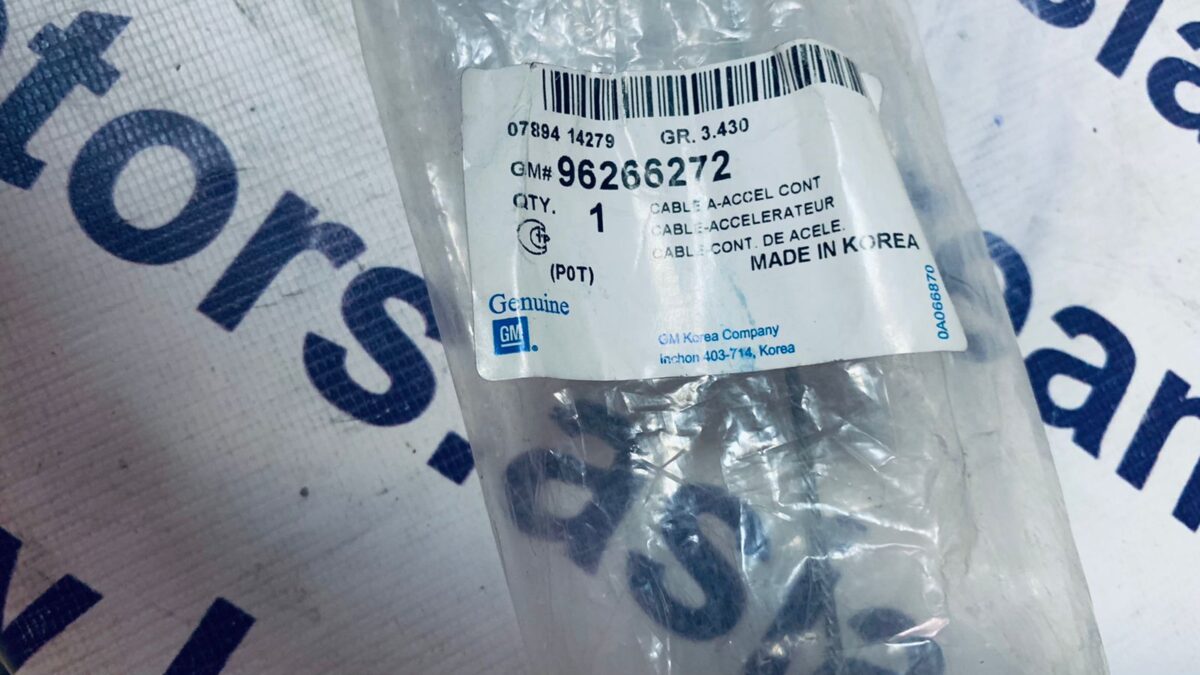 07894 14279 GR. 3.430
GM# 96266272
QTY. 1
CABLE A-ACCEL CONT
CABLE-ACCELERATEUR
CABLE-CONT. DE ACELE.
MADE IN KOREA
(P0T)
Genuine
GM
GM Korea Company
Inchon 403-714, Korea
0A066870
tors.